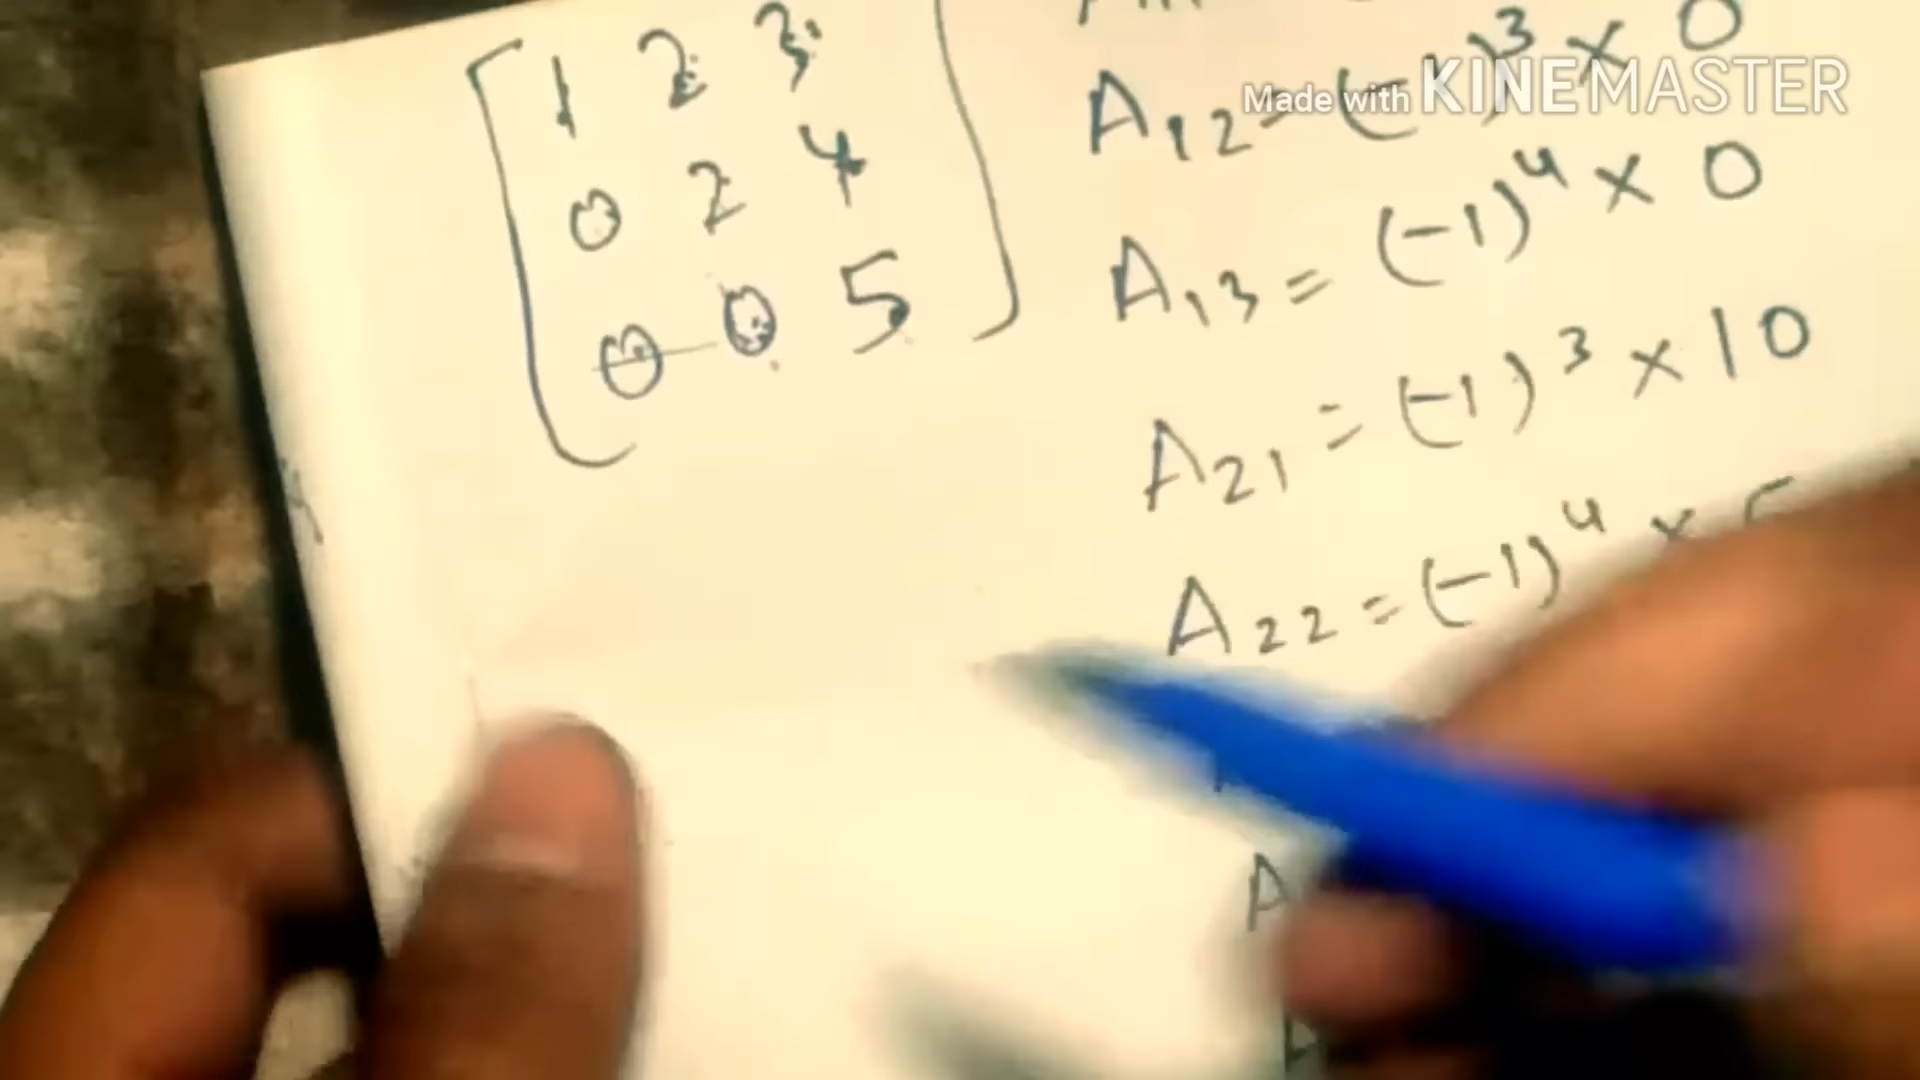 1 2 3
0 2 4
0 0 5
Made with KINEMASTER
A12 = (-1)^3 × 0
A13 = (-1)^4 × 0
A21 = (-1)^3 × 10
A22 = (-1)^4 ×
A